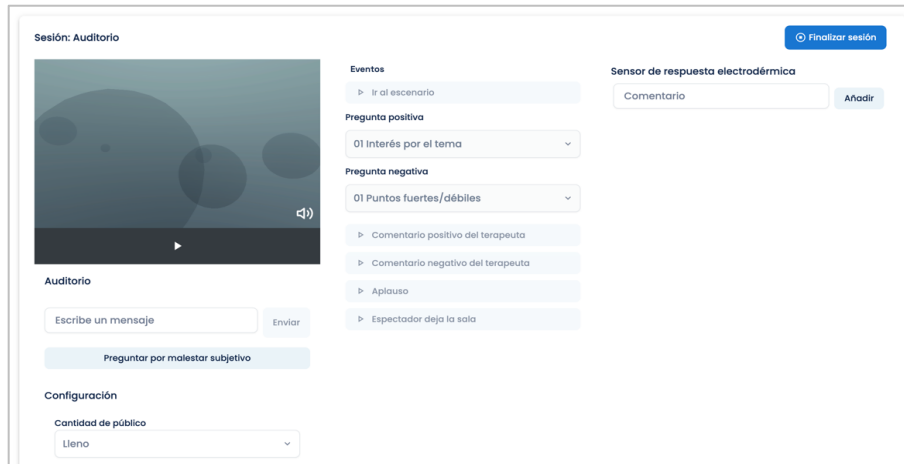 Sesión: Auditorio
Finalizar sesión
Auditorio
Escribe un mensaje
Enviar
Preguntar por malestar subjetivo
Configuración
Cantidad de público
Lleno
Eventos
Ir al escenario
Pregunta positiva
01 Interés por el tema
Pregunta negativa
01 Puntos fuertes/débiles
Comentario positivo del terapeuta
Comentario negativo del terapeuta
Aplauso
Espectador deja la sala
Sensor de respuesta electrodérmica
Comentario
Añadir